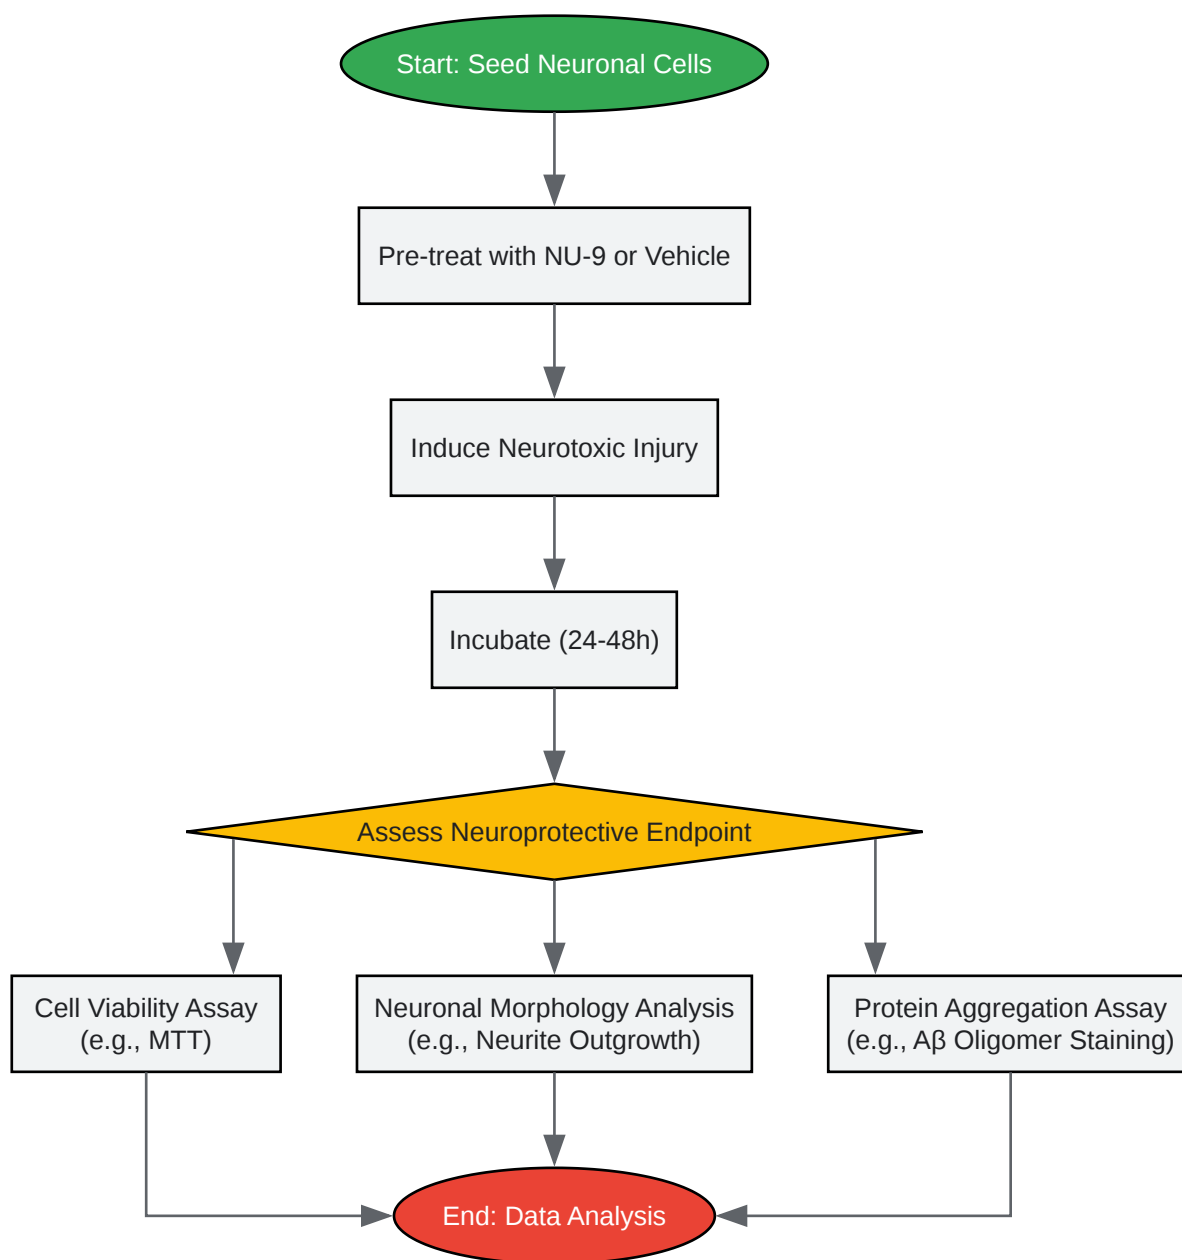 Start: Seed Neuronal Cells
Pre-treat with NU-9 or Vehicle
Induce Neurotoxic Injury
Incubate (24-48h)
Assess Neuroprotective Endpoint
Cell Viability Assay
(e.g., MTT)
Neuronal Morphology Analysis
(e.g., Neurite Outgrowth)
Protein Aggregation Assay
(e.g., Aβ Oligomer Staining)
End: Data Analysis